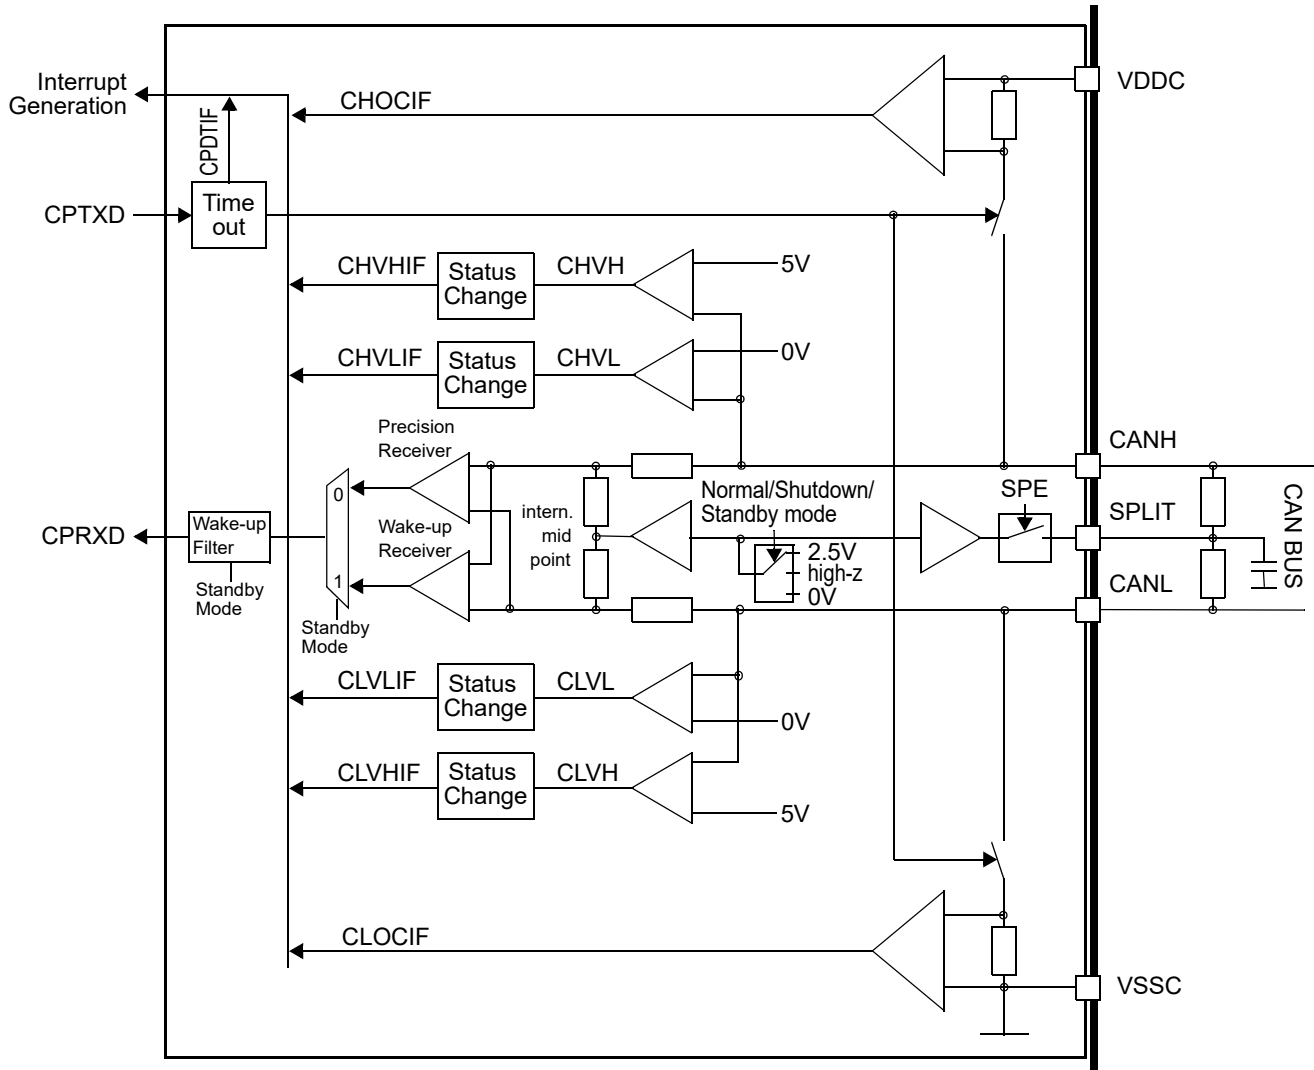 Interrupt
Generation
CHOCIF
VDDC
CPDTIF
CPTXD
Time
out
CHVHIF
Status
Change
CHVH
5V
CHVLIF
Status
Change
CHVL
0V
Precision
Receiver
CANH
0
Normal/Shutdown/
Standby mode
SPE
intern.
mid
point
SPLIT
CAN BUS
CPRXD
Wake-up
Filter
Wake-up
Receiver
2.5V
high-z
0V
1
CANL
Standby
Mode
Standby
Mode
CLVLIF
Status
Change
CLVL
0V
CLVHIF
Status
Change
CLVH
5V
CLOCIF
VSSC